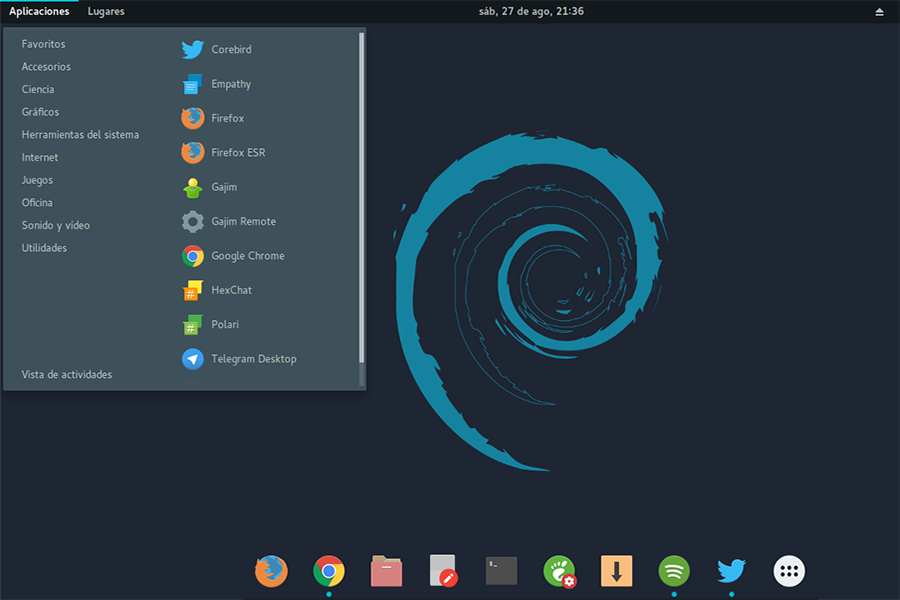 Aplicaciones Lugares sáb, 27 de ago, 21:36
Favoritos
Accesorios
Ciencia
Gráficos
Herramientas del sistema
Internet
Juegos
Oficina
Sonido y vídeo
Utilidades
Vista de actividades
Corebird
Empathy
Firefox
Firefox ESR
Gajim
Gajim Remote
Google Chrome
HexChat
Polari
Telegram Desktop